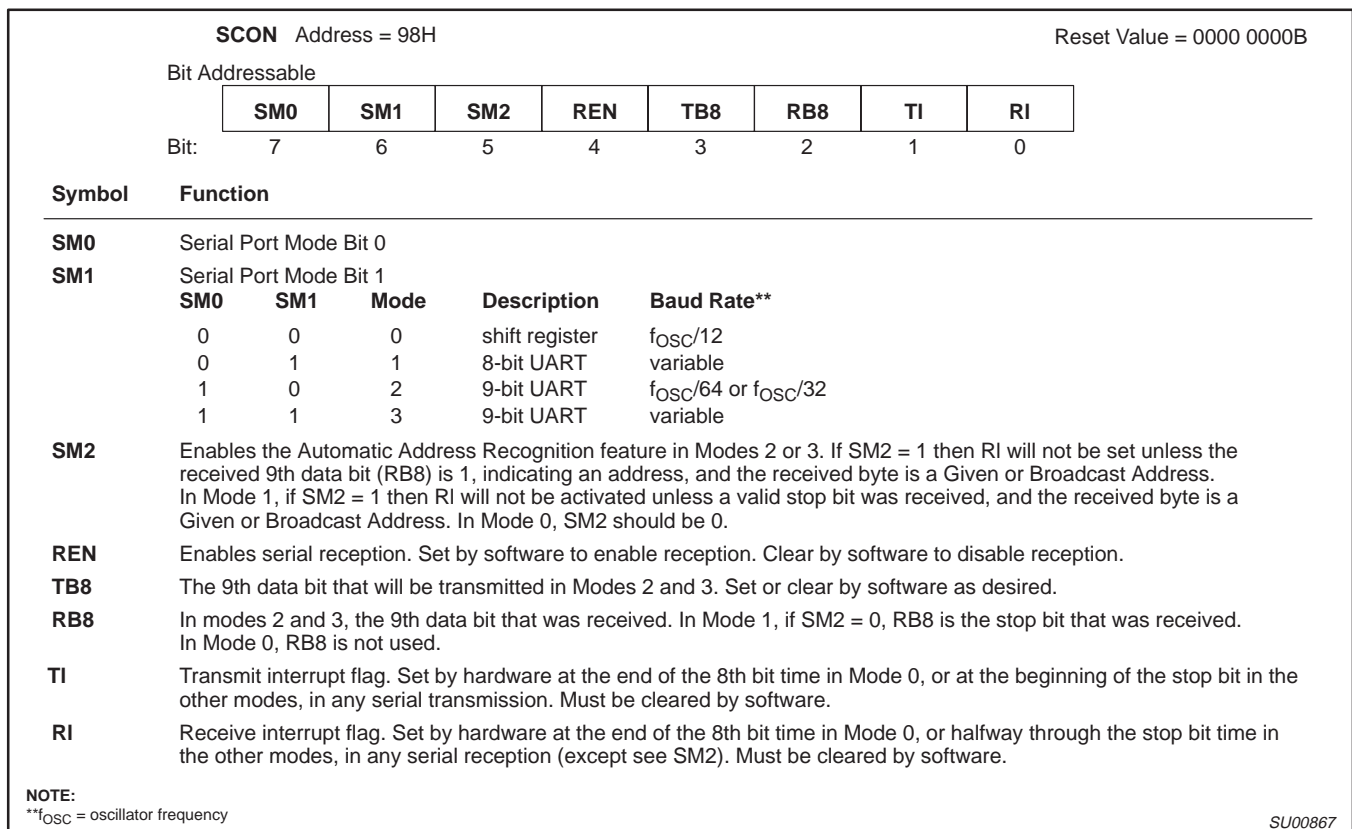 SCON Address = 98H Reset Value = 0000 0000B
Bit Addressable
SM0 SM1 SM2 REN TB8 RB8 TI RI
Bit: 7 6 5 4 3 2 1 0
Symbol Function
SM0 Serial Port Mode Bit 0
SM1 Serial Port Mode Bit 1
SM0 SM1 Mode Description Baud Rate**
0 0 0 shift register fOSC/12
0 1 1 8-bit UART variable
1 0 2 9-bit UART fOSC/64 or fOSC/32
1 1 3 9-bit UART variable
SM2 Enables the Automatic Address Recognition feature in Modes 2 or 3. If SM2 = 1 then RI will not be set unless the
received 9th data bit (RB8) is 1, indicating an address, and the received byte is a Given or Broadcast Address.
In Mode 1, if SM2 = 1 then RI will not be activated unless a valid stop bit was received, and the received byte is a
Given or Broadcast Address. In Mode 0, SM2 should be 0.
REN Enables serial reception. Set by software to enable reception. Clear by software to disable reception.
TB8 The 9th data bit that will be transmitted in Modes 2 and 3. Set or clear by software as desired.
RB8 In modes 2 and 3, the 9th data bit that was received. In Mode 1, if SM2 = 0, RB8 is the stop bit that was received.
In Mode 0, RB8 is not used.
TI Transmit interrupt flag. Set by hardware at the end of the 8th bit time in Mode 0, or at the beginning of the stop bit in the
other modes, in any serial transmission. Must be cleared by software.
RI Receive interrupt flag. Set by hardware at the end of the 8th bit time in Mode 0, or halfway through the stop bit time in
the other modes, in any serial reception (except see SM2). Must be cleared by software.
NOTE:
**fOSC = oscillator frequency
SU00867